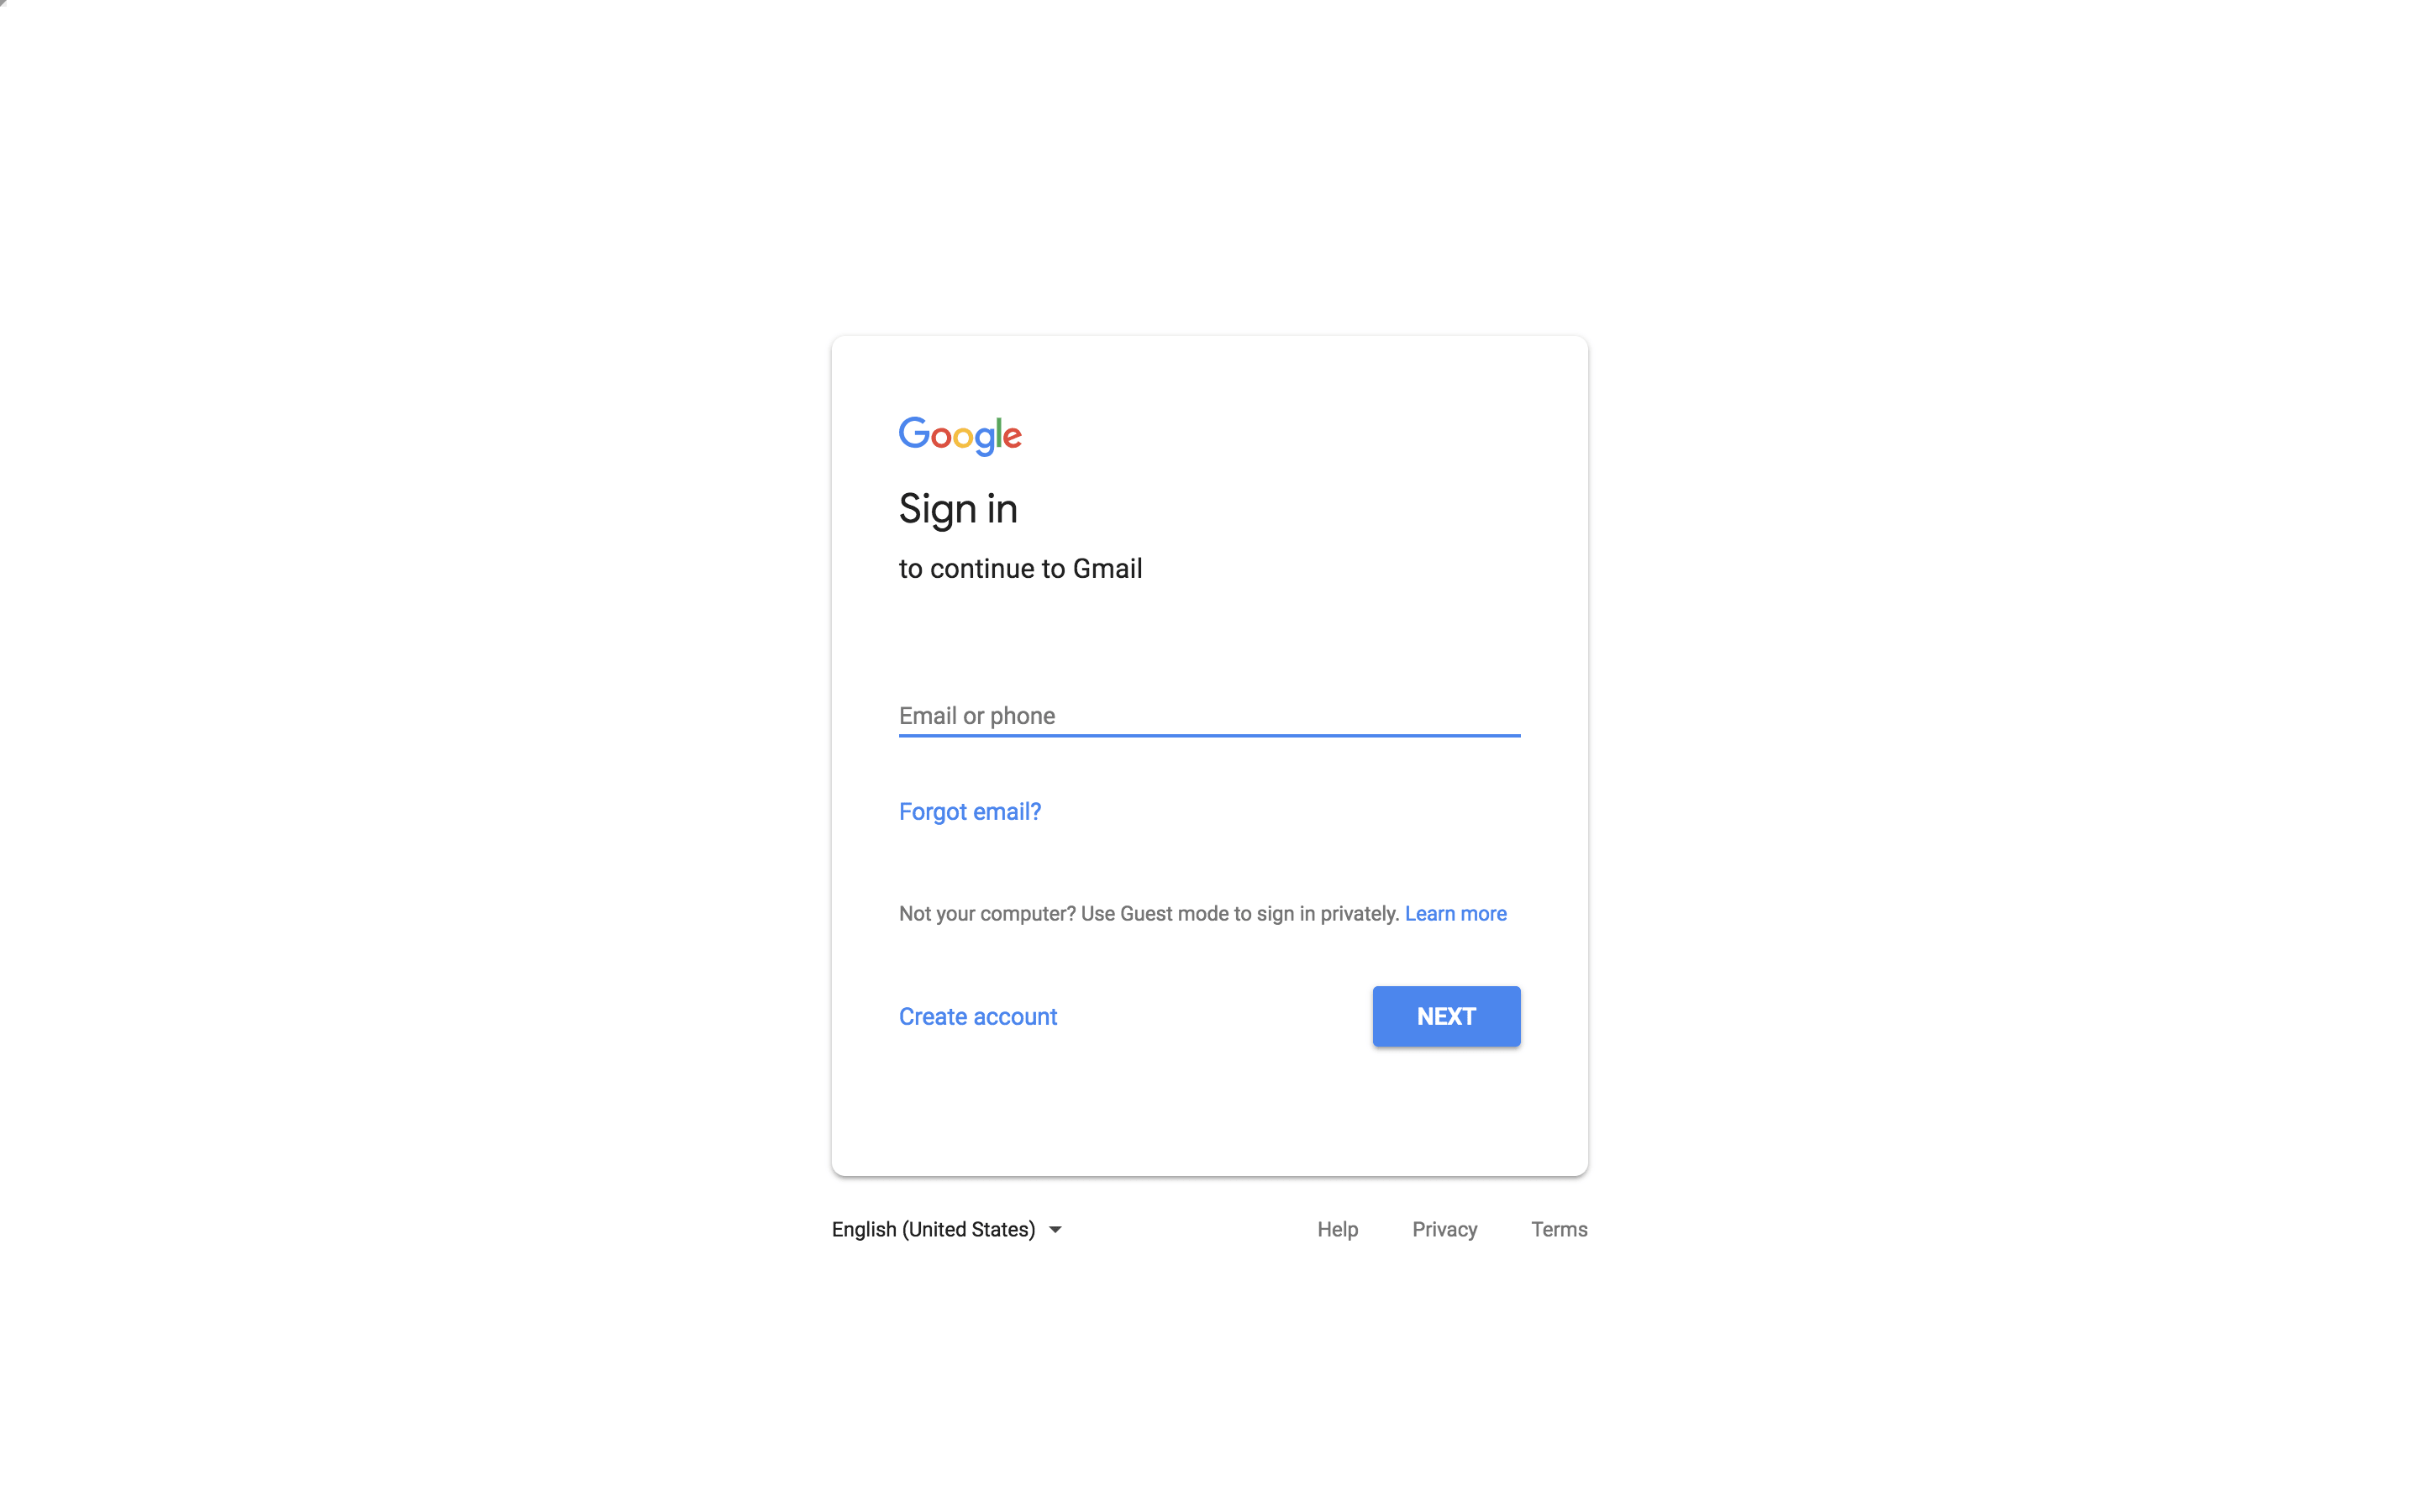 Google
Sign in
to continue to Gmail
Email or phone
Forgot email?
Not your computer? Use Guest mode to sign in privately. Learn more
Create account
NEXT
English (United States)
Help Privacy Terms